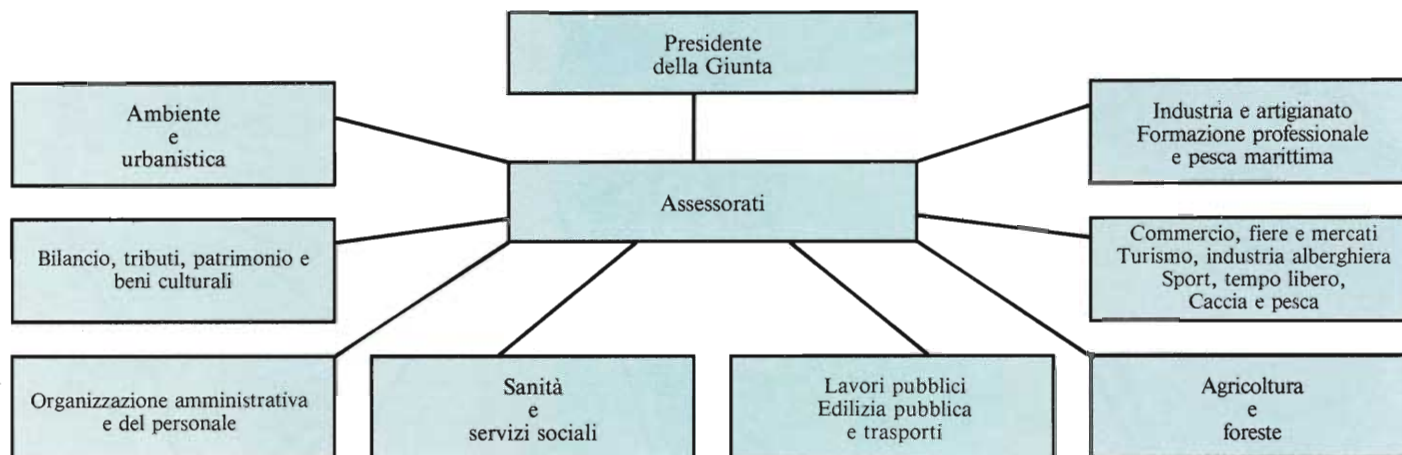 Presidente
della Giunta
Ambiente
e
urbanistica
Industria e artigianato
Formazione professionale
e pesca marittima
Assessorati
Bilancio, tributi, patrimonio e
beni culturali
Commercio, fiere e mercati
Turismo, industria alberghiera
Sport, tempo libero,
Caccia e pesca
Organizzazione amministrativa
e del personale
Sanità
e
servizi sociali
Lavori pubblici
Edilizia pubblica
e trasporti
Agricoltura
e
foreste